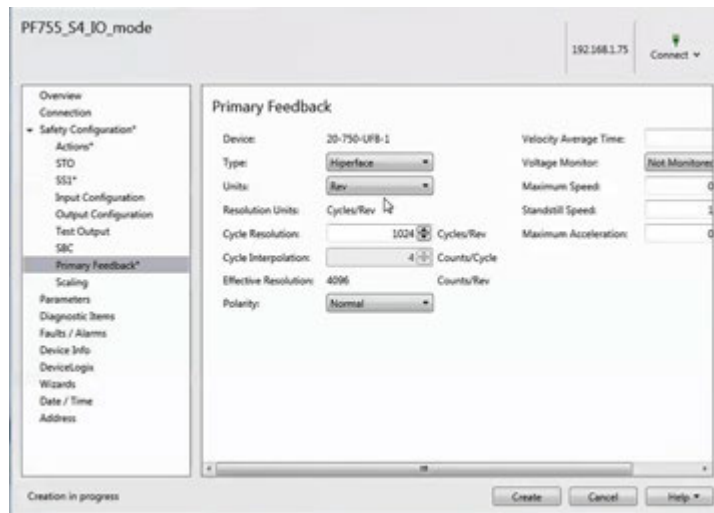 PF755_S4_IO_mode
192.168.1.75
Connect
Overview
Connection
Safety Configuration*
Actions*
STO
SS1*
Input Configuration
Output Configuration
Test Output
SBC
Primary Feedback*
Scaling
Parameters
Diagnostic Items
Faults / Alarms
Device Info
DeviceLogix
Wizards
Date / Time
Address
Primary Feedback
Device: 20-750-UFB-1
Type: Hiperface
Units: Rev
Resolution Units: Cycles/Rev
Cycle Resolution: 1024 Cycles/Rev
Cycle Interpolation: 4 Counts/Cycle
Effective Resolution: 4096 Counts/Rev
Polarity: Normal
Velocity Average Time:
Voltage Monitor: Not Monitored
Maximum Speed: 0
Standstill Speed: 1
Maximum Acceleration: 0
Creation in progress
Create Cancel Help